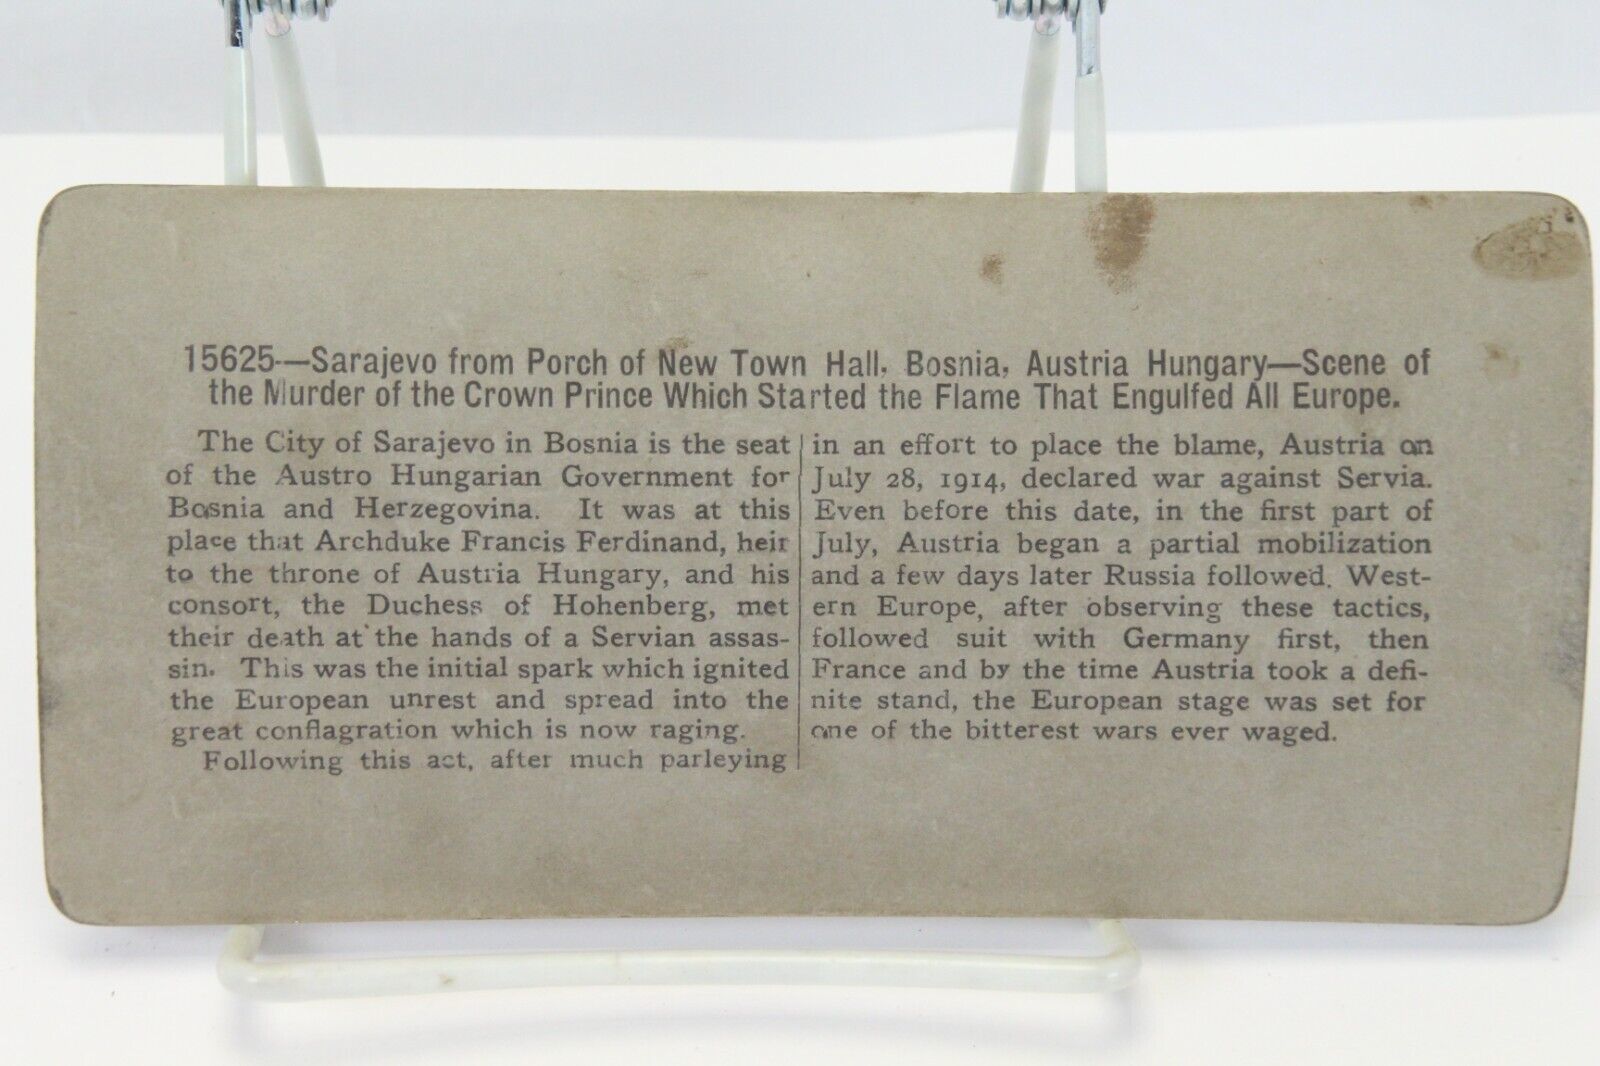 15625—Sarajevo from Porch of New Town Hall, Bosnia, Austria Hungary—Scene of
the Murder of the Crown Prince Which Started the Flame That Engulfed All Europe.
The City of Sarajevo in Bosnia is the seat
of the Austro Hungarian Government for
Bosnia and Herzegovina. It was at this
place that Archduke Francis Ferdinand, heir
to the throne of Austria Hungary, and his
consort, the Duchess of Hohenberg, met
their death at the hands of a Servian assas-
sin. This was the initial spark which ignited
the European unrest and spread into the
great conflagration which is now raging.
Following this act, after much parleying
in an effort to place the blame, Austria on
July 28, 1914, declared war against Servia.
Even before this date, in the first part of
July, Austria began a partial mobilization
and a few days later Russia followed. West-
ern Europe, after observing these tactics,
followed suit with Germany first, then
France and by the time Austria took a defi-
nite stand, the European stage was set for
one of the bitterest wars ever waged.